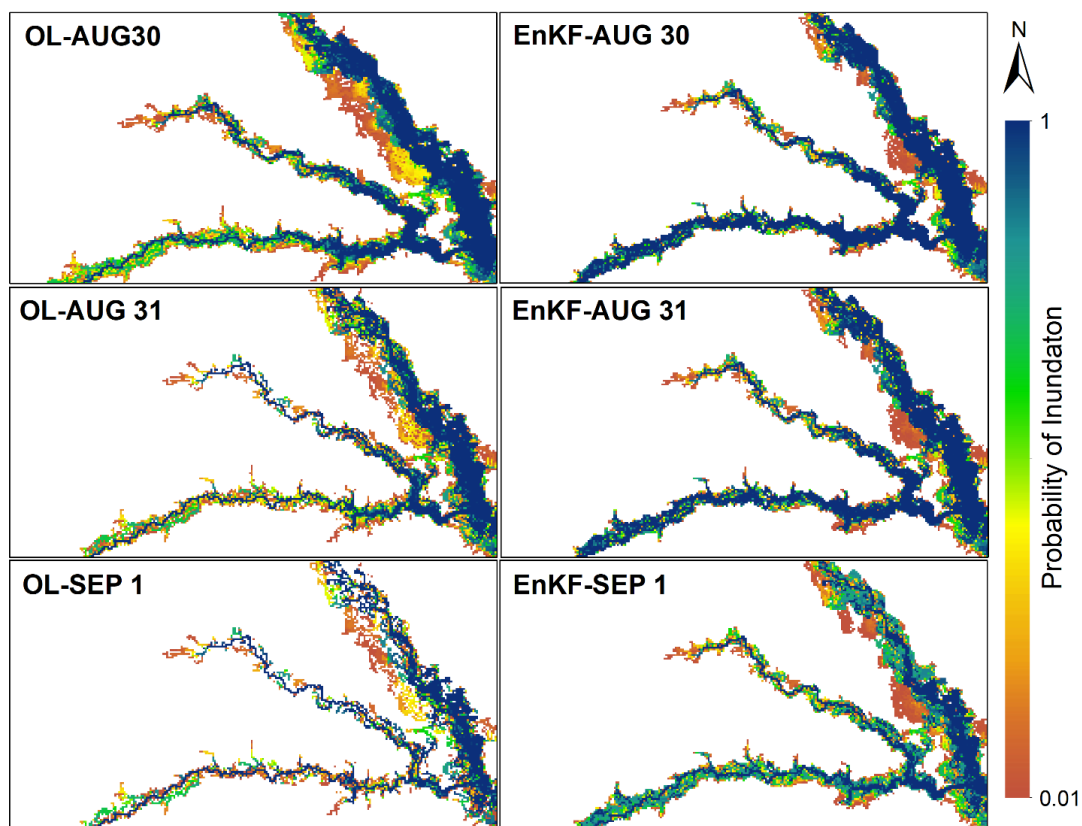 OL-AUG30
EnKF-AUG 30
N
1
OL-AUG 31
EnKF-AUG 31
Probability of Inundaton
OL-SEP 1
EnKF-SEP 1
0.01